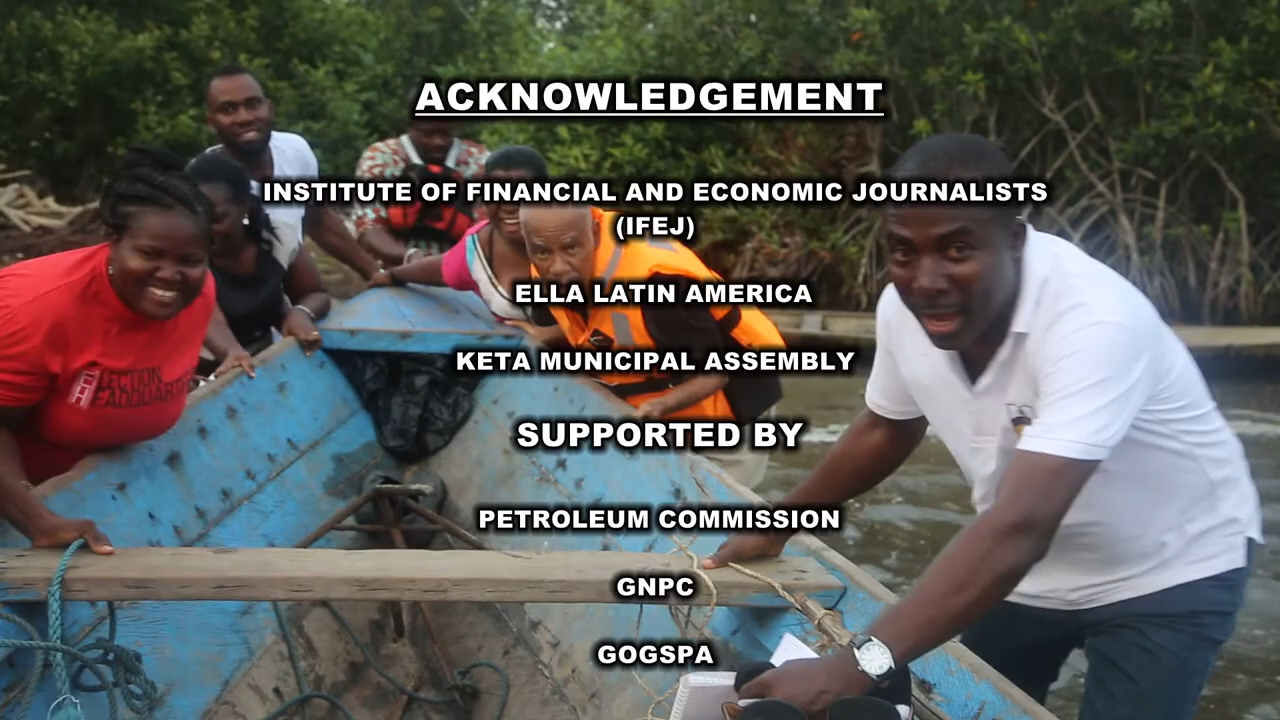 ACKNOWLEDGEMENT
INSTITUTE OF FINANCIAL AND ECONOMIC JOURNALISTS
(IFEJ)
ELLA LATIN AMERICA
KETA MUNICIPAL ASSEMBLY
SUPPORTED BY
PETROLEUM COMMISSION
GNPC
GOGSPA